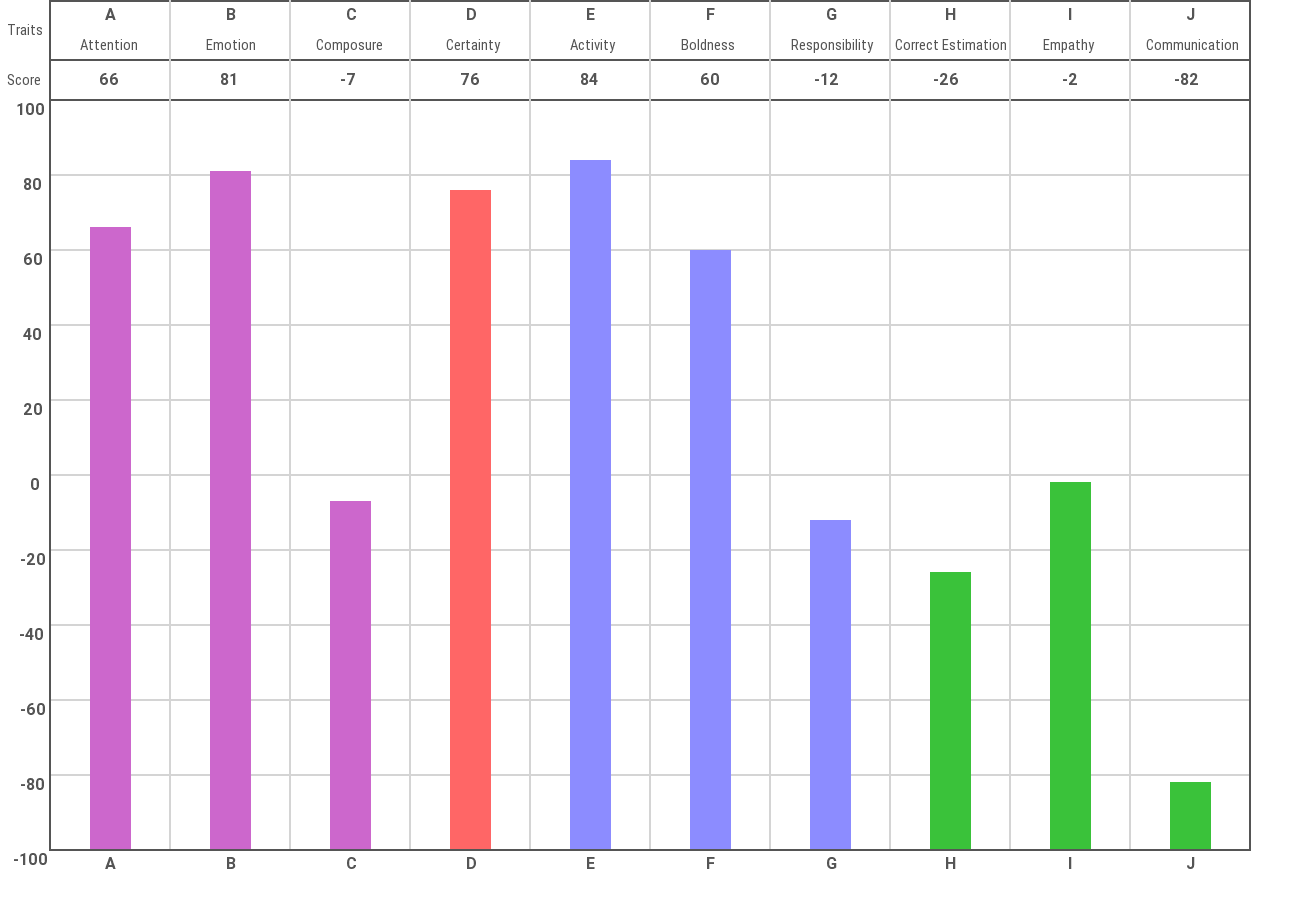 A B C D E F G H I J
Traits
Attention Emotion Composure Certainty Activity Boldness Responsibility Correct Estimation Empathy Communication
Score 66 81 -7 76 84 60 -12 -26 -2 -82
100
80
60
40
20
0
-20
-40
-60
-80
-100
A B C D E F G H I J